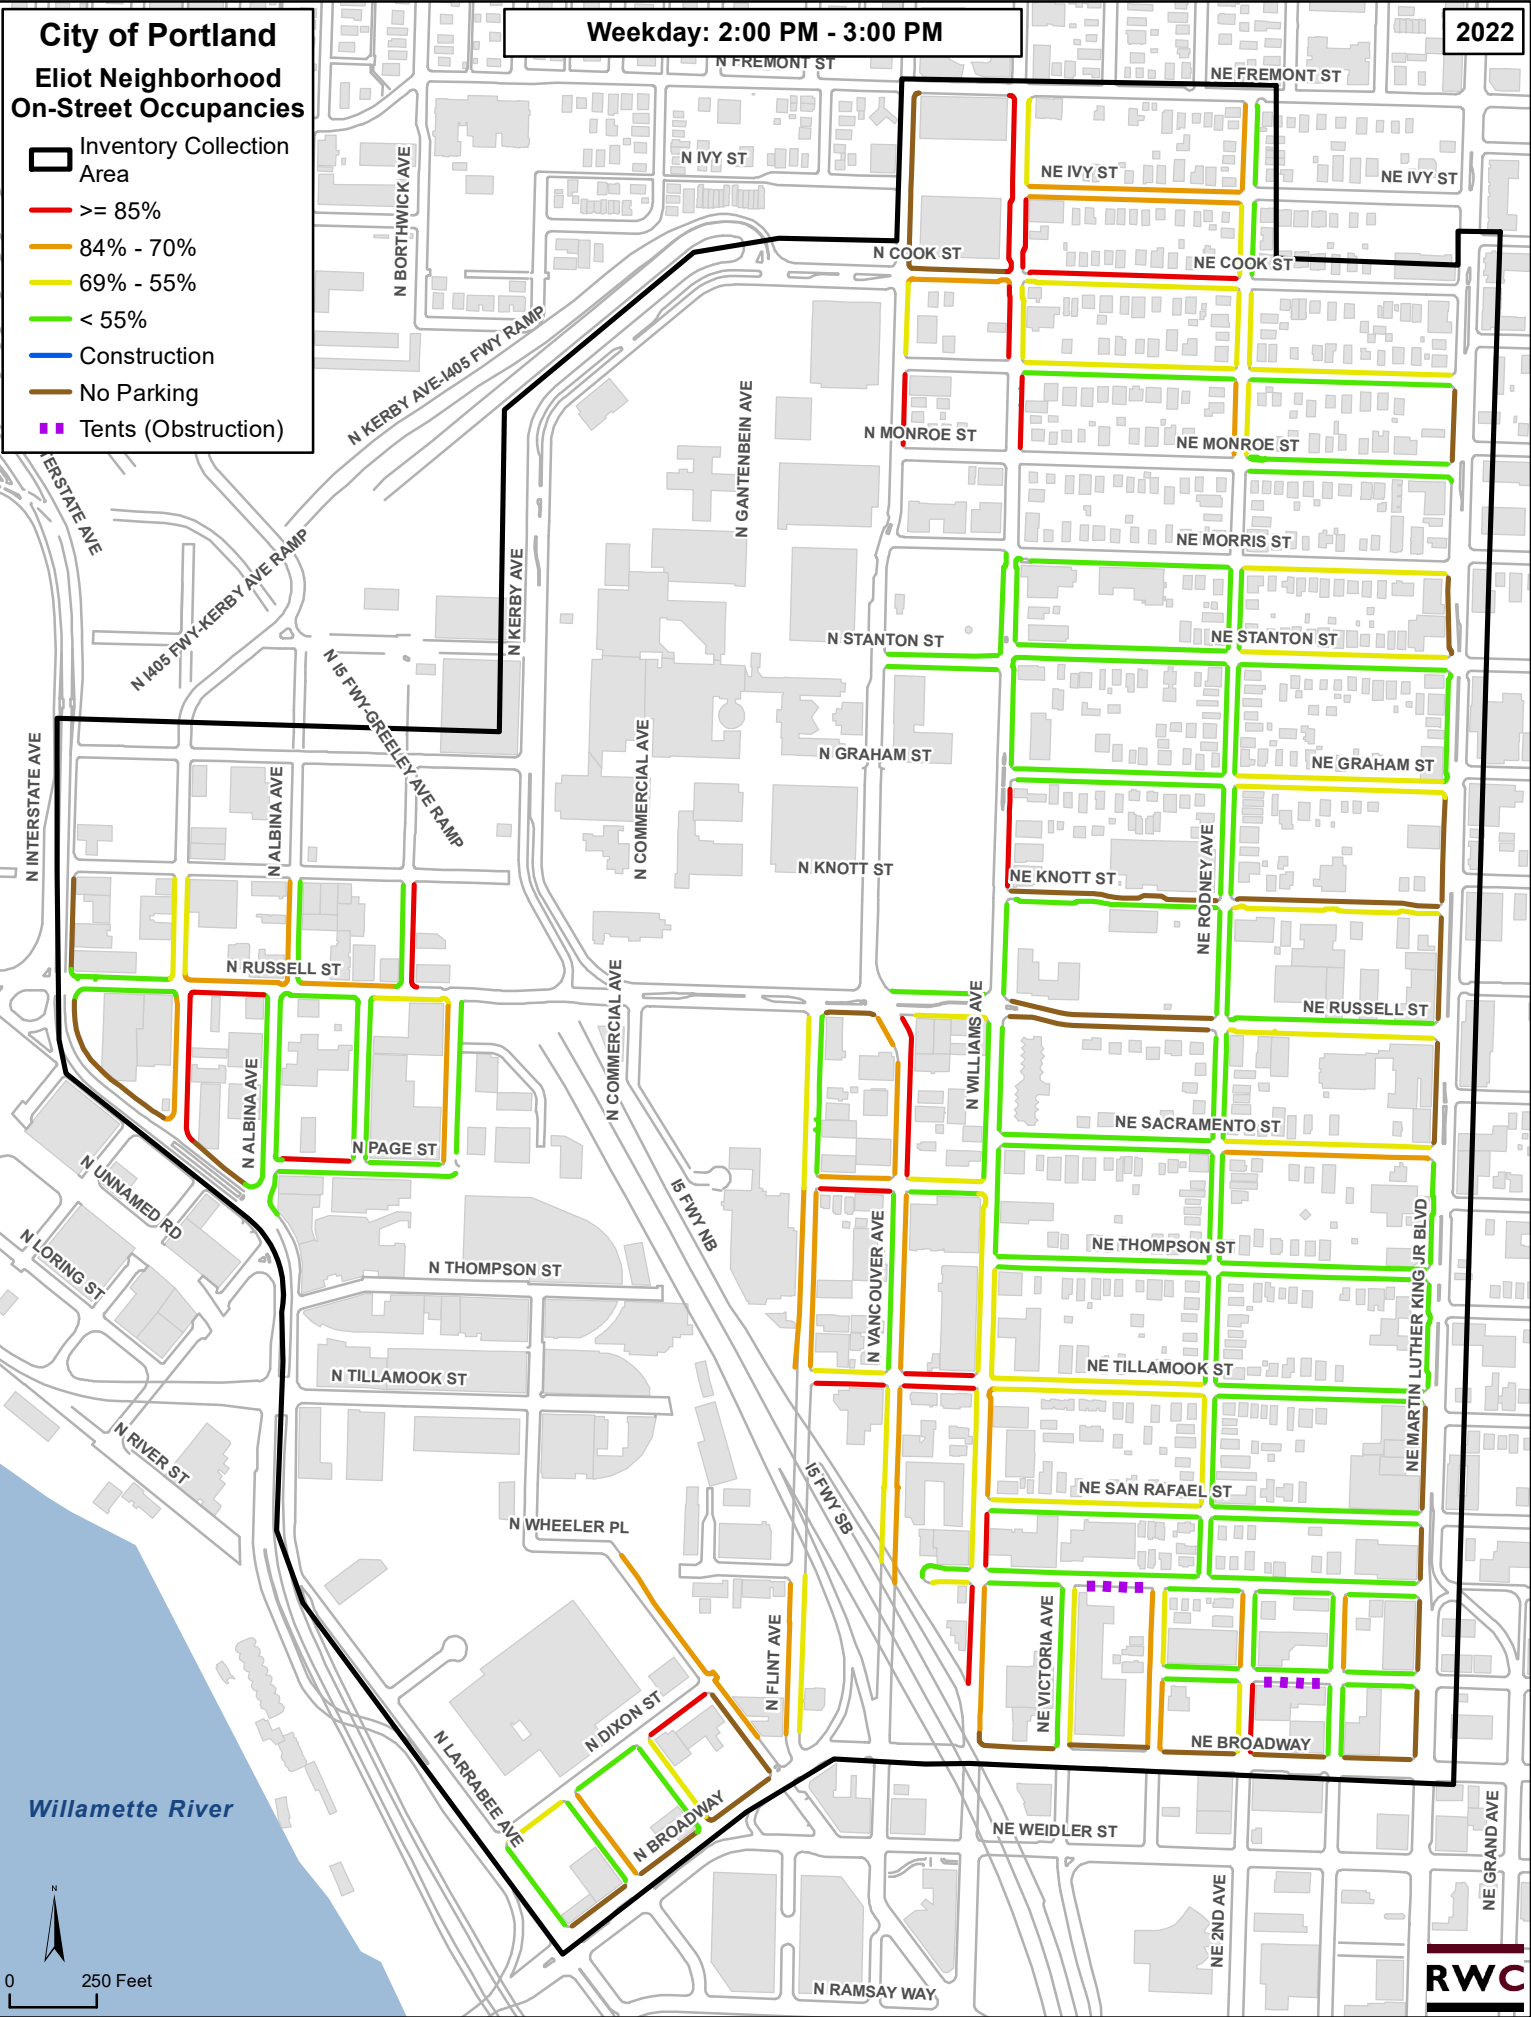 City of Portland
Eliot Neighborhood
On-Street Occupancies
Inventory Collection
Area
>= 85%
84% - 70%
69% - 55%
< 55%
Construction
No Parking
Tents (Obstruction)
Weekday: 2:00 PM - 3:00 PM
2022
N FREMONT ST
NE FREMONT ST
N IVY ST
NE IVY ST
NE IVY ST
N BORTHWICK AVE
N COOK ST
NE COOK ST
N KERBY AVE-I405 FWY RAMP
N GANTENBEIN AVE
N MONROE ST
NE MONROE ST
TERSTATE AVE
N I405 FWY-KERBY AVE RAMP
NE MORRIS ST
N KERBY AVE
N STANTON ST
NE STANTON ST
N I5 FWY-GREELEY AVE RAMP
N INTERSTATE AVE
N ALBINA AVE
N COMMERCIAL AVE
N GRAHAM ST
NE GRAHAM ST
N KNOTT ST
NE KNOTT ST
NE RODNEY AVE
N RUSSELL ST
NE RUSSELL ST
N COMMERCIAL AVE
N WILLIAMS AVE
N ALBINA AVE
N PAGE ST
NE SACRAMENTO ST
N UNNAMED RD
N LORING ST
I5 FWY NB
N VANCOUVER AVE
NE THOMPSON ST
N THOMPSON ST
NE MARTIN LUTHER KING JR BLVD
N TILLAMOOK ST
NE TILLAMOOK ST
N RIVER ST
I5 FWY SB
NE SAN RAFAEL ST
N WHEELER PL
N FLINT AVE
NE VICTORIA AVE
N DIXON ST
N LARRABEE AVE
N BROADWAY
NE BROADWAY
Willamette River
NE WEIDLER ST
NE GRAND AVE
NE 2ND AVE
N RAMSAY WAY
N
0 250 Feet
RWC